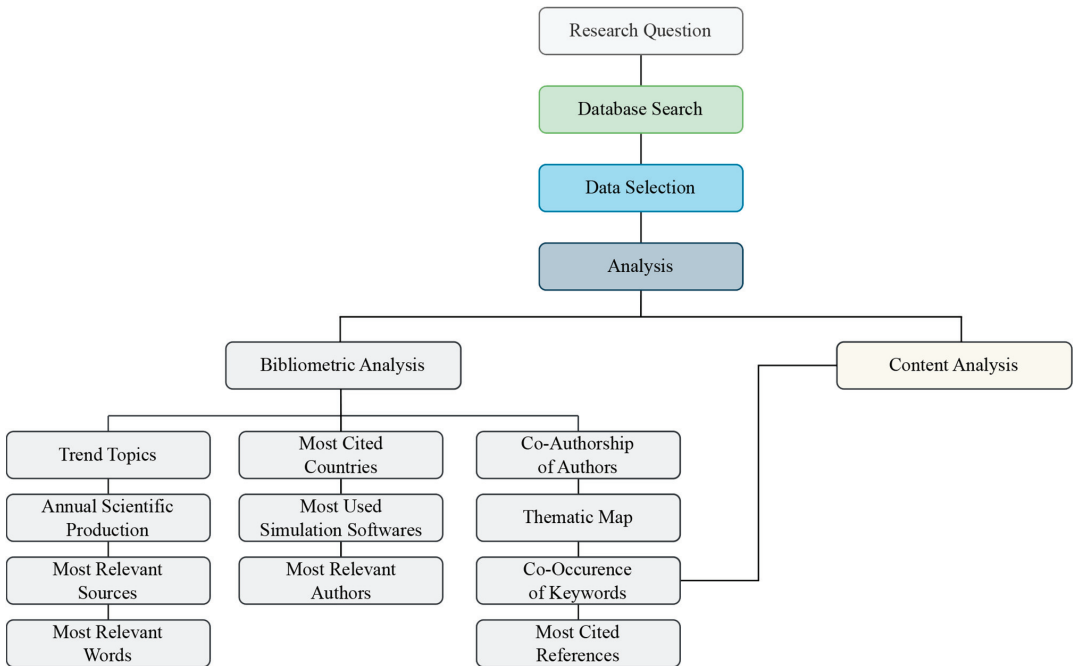 Research Question
Database Search
Data Selection
Analysis
Bibliometric Analysis
Content Analysis
Trend Topics
Annual Scientific
Production
Most Relevant
Sources
Most Relevant
Words
Most Cited
Countries
Most Used
Simulation Softwares
Most Relevant
Authors
Co-Authorship
of Authors
Thematic Map
Co-Occurence
of Keywords
Most Cited
References